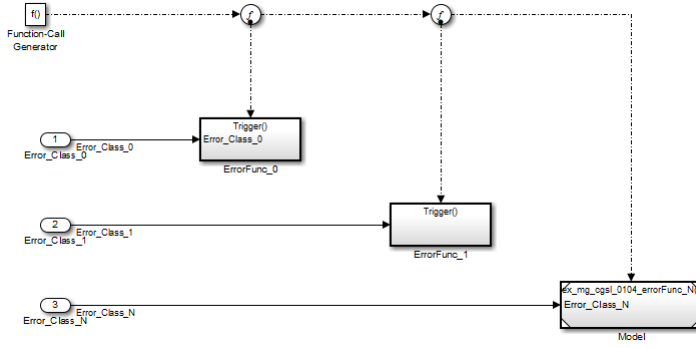 f()
f
f
Function-Call
Generator
Trigger()
1
Error_Class_0
Error_Class_0
Error_Class_0
ErrorFunc_0
Trigger()
2
Error_Class_1
Error_Class_1
ErrorFunc_1
ex_mg_cgsl_0104_errorFunc_N()
3
Error_Class_N
Error_Class_N
Error_Class_N
Model